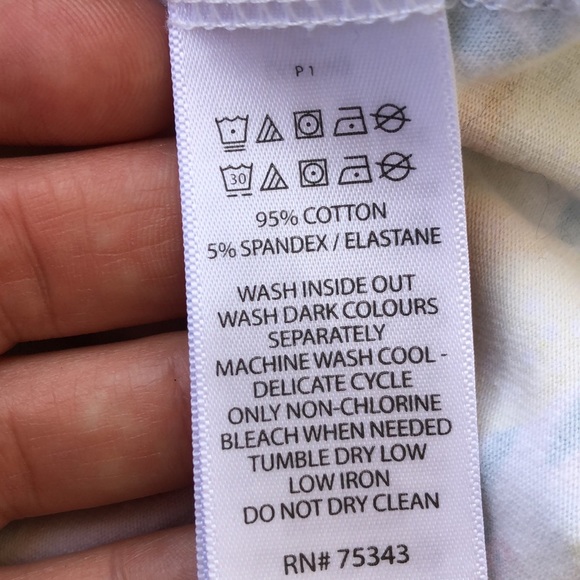 P 1
30
95% COTTON
5% SPANDEX / ELASTANE
WASH INSIDE OUT
WASH DARK COLOURS
SEPARATELY
MACHINE WASH COOL -
DELICATE CYCLE
ONLY NON-CHLORINE
BLEACH WHEN NEEDED
TUMBLE DRY LOW
LOW IRON
DO NOT DRY CLEAN
RN# 75343